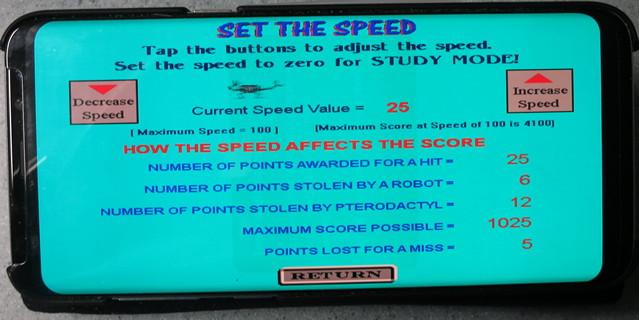 SET THE SPEED
Tap the buttons to adjust the speed.
Set the speed to zero for STUDY MODE!
Decrease
Speed
Increase
Speed
Current Speed Value = 25
[ Maximum Speed = 100 ] [Maximum Score at Speed of 100 is 4100]
HOW THE SPEED AFFECTS THE SCORE
NUMBER OF POINTS AWARDED FOR A HIT = 25
NUMBER OF POINTS STOLEN BY A ROBOT = 6
NUMBER OF POINTS STOLEN BY PTERODACTYL = 12
MAXIMUM SCORE POSSIBLE = 1025
POINTS LOST FOR A MISS = 5
RETURN